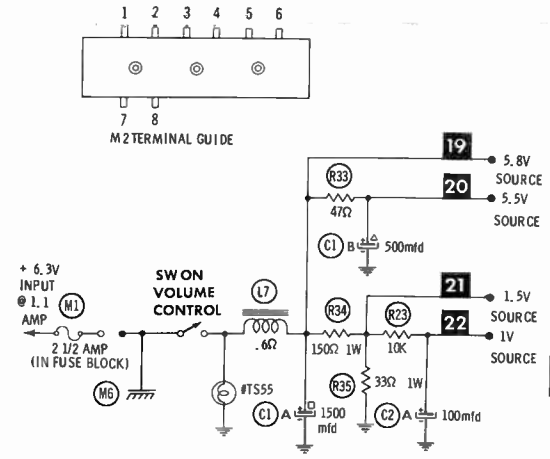 1 2 3 4 5 6
7 8
M2 TERMINAL GUIDE
19
5.8V
SOURCE
R33
20
5.5V
SOURCE
47Ω
C1 B
500mfd
+ 6.3V
INPUT
@ 1.1
AMP
M1
SW ON
VOLUME
CONTROL
L7
21
1.5V
SOURCE
R34
R23
22
1V
SOURCE
2 1/2 AMP
(IN FUSE BLOCK)
.6Ω
150Ω 1W
10K
M6
#TS55
C1 A
1500
mfd
R35
33Ω 1W
C2 A
100mfd